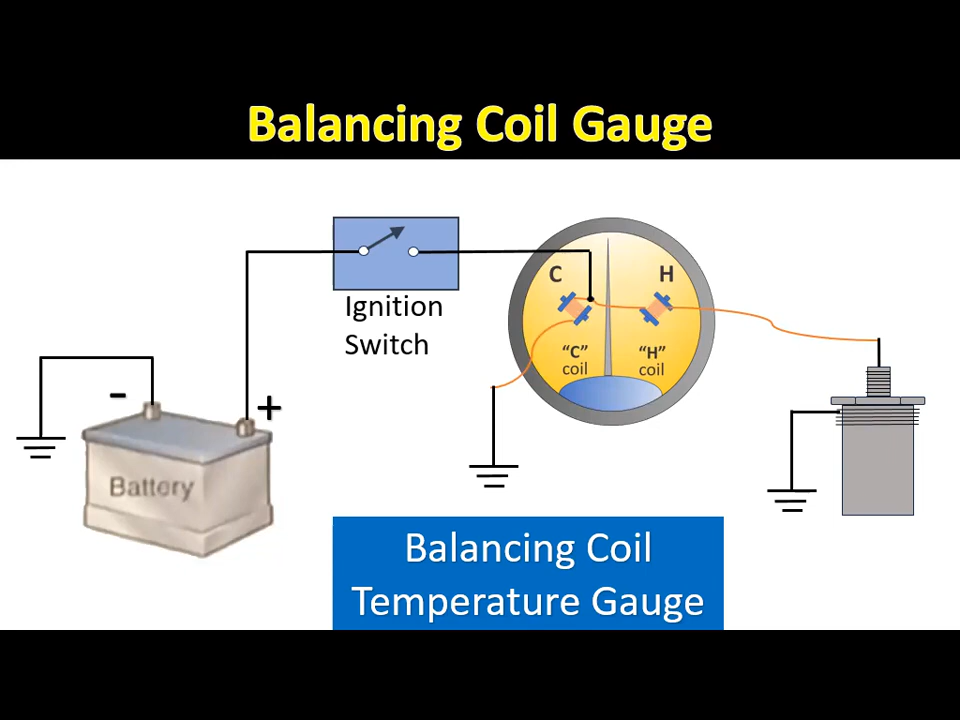 Balancing Coil Gauge
Ignition
Switch
C
H
“C”
coil
“H”
coil
-
+
Battery
Balancing Coil
Temperature Gauge